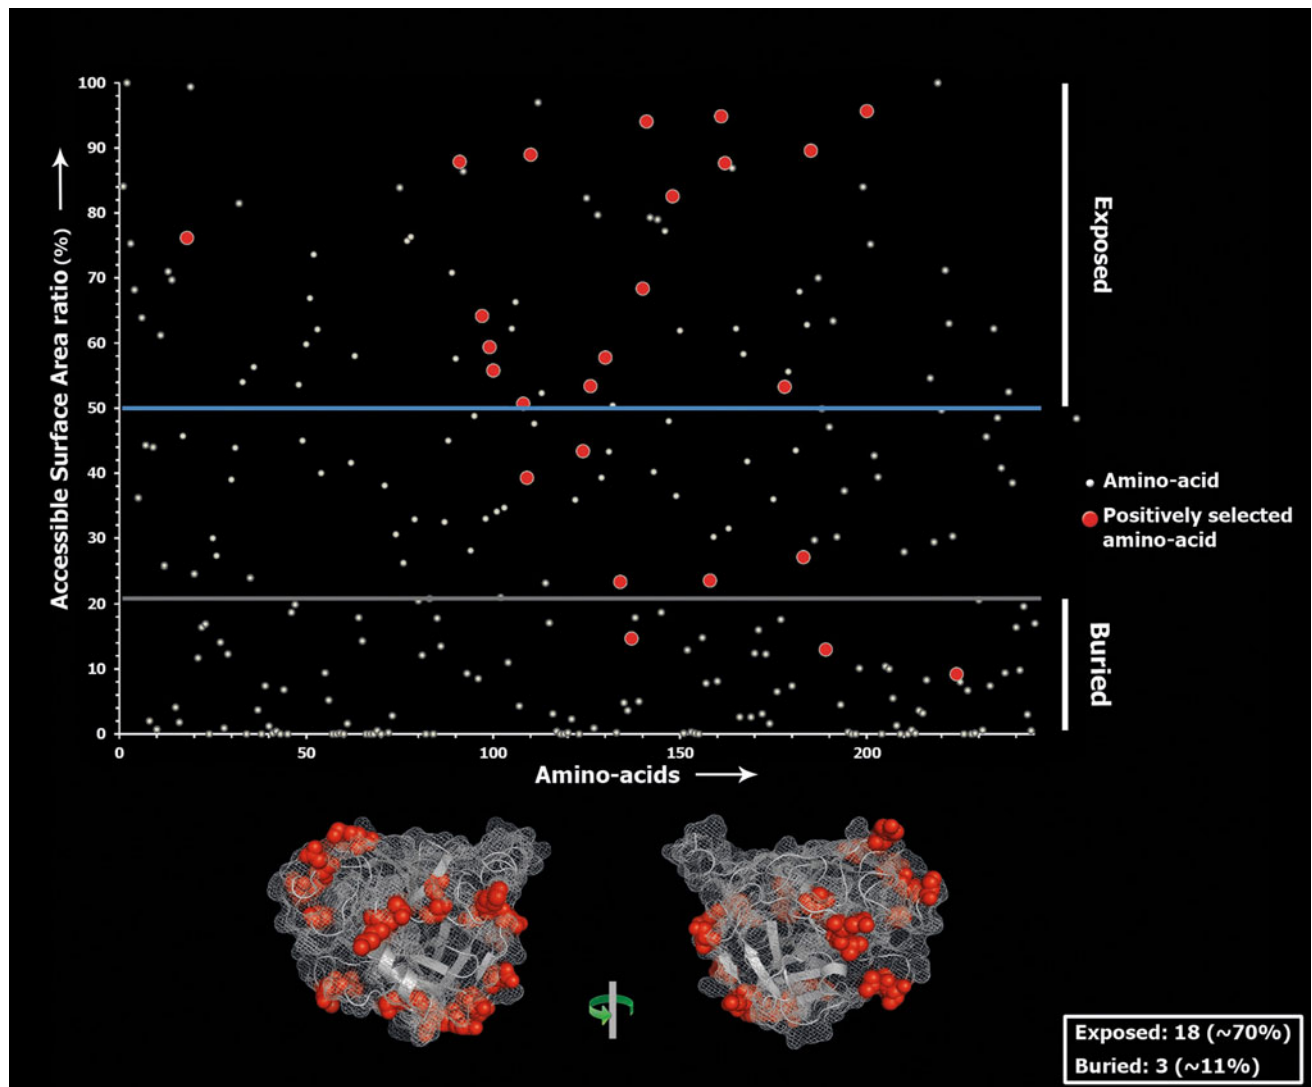 Accessible Surface Area ratio (%)
100
90
80
70
60
50
40
30
20
10
0
0
50
100
150
200
Amino-acids
Exposed
Buried
Amino-acid
Positively selected
amino-acid
Exposed: 18 (~70%)
Buried: 3 (~11%)